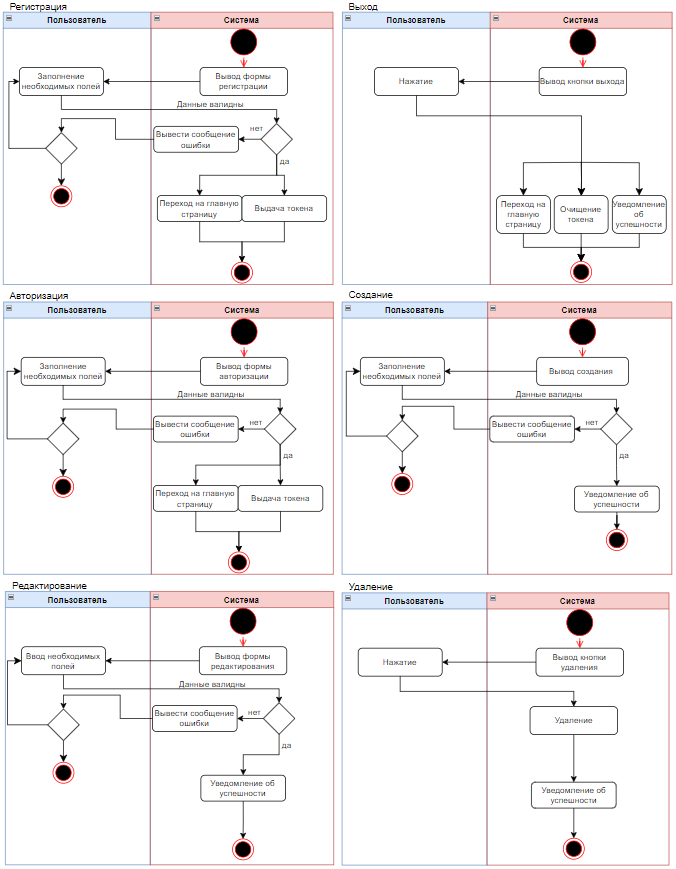 Регистрация
Пользователь
Система
Заполнение
необходимых полей
Вывод формы
регистрации
Данные валидны
Вывести сообщение
ошибки
нет
да
Переход на главную
страницу
Выдача токена
Выход
Пользователь
Система
Нажатие
Вывод кнопки выхода
Переход на
главную
страницу
Очищение
токена
Уведомление
об
успешности
Авторизация
Пользователь
Система
Заполнение
необходимых полей
Вывод формы
авторизации
Данные валидны
Вывести сообщение
ошибки
нет
да
Переход на главную
страницу
Выдача токена
Создание
Пользователь
Система
Заполнение
необходимых полей
Вывод создания
Данные валидны
Вывести сообщение
ошибки
нет
да
Уведомление об
успешности
Редактирование
Пользователь
Система
Ввод необходимых
полей
Вывод формы
редактирования
Данные валидны
Вывести сообщение
ошибки
нет
да
Уведомление об
успешности
Удаление
Пользователь
Система
Нажатие
Вывод кнопки
удаления
Удаление
Уведомление об
успешности